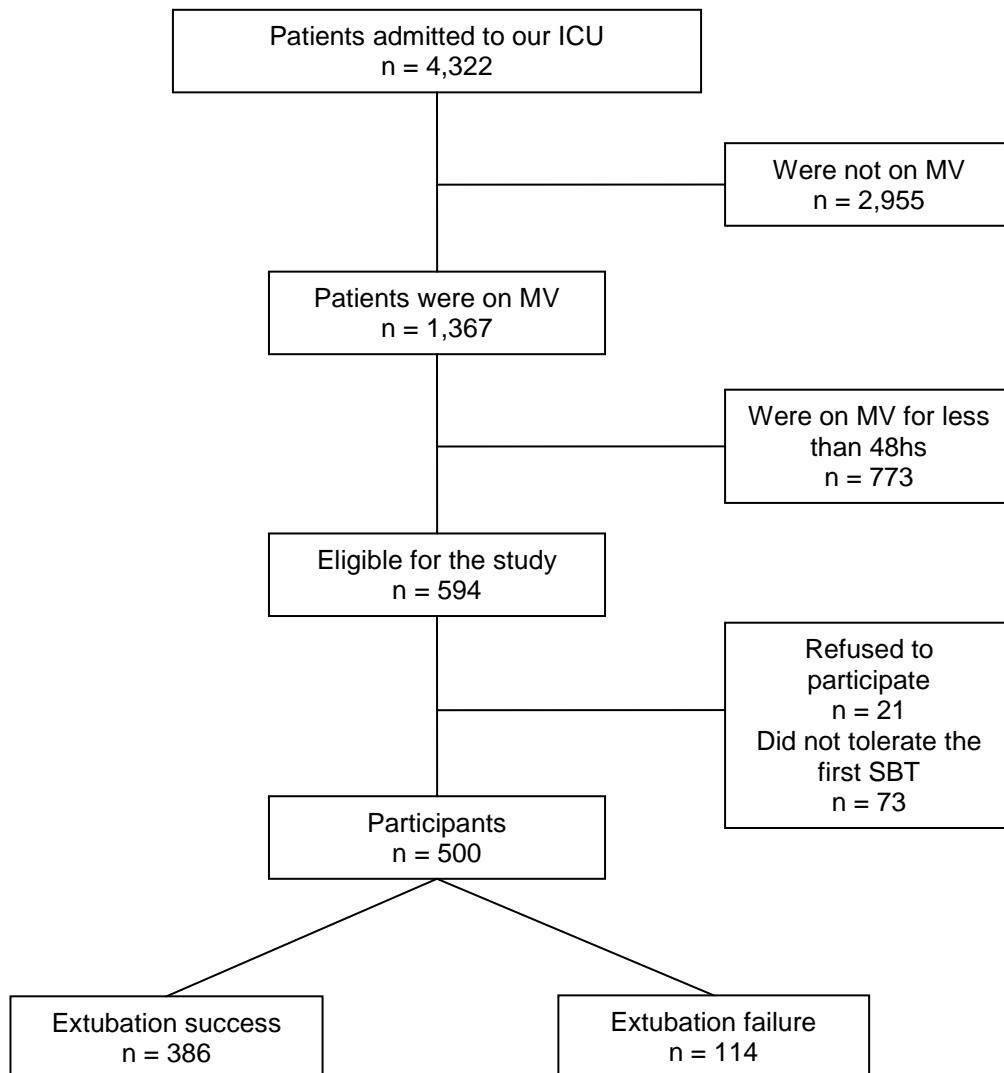 Patients admitted to our ICU
n = 4,322
Were not on MV
n = 2,955
Patients were on MV
n = 1,367
Were on MV for less
than 48hs
n = 773
Eligible for the study
n = 594
Refused to
participate
n = 21
Did not tolerate the
first SBT
n = 73
Participants
n = 500
Extubation success
n = 386
Extubation failure
n = 114